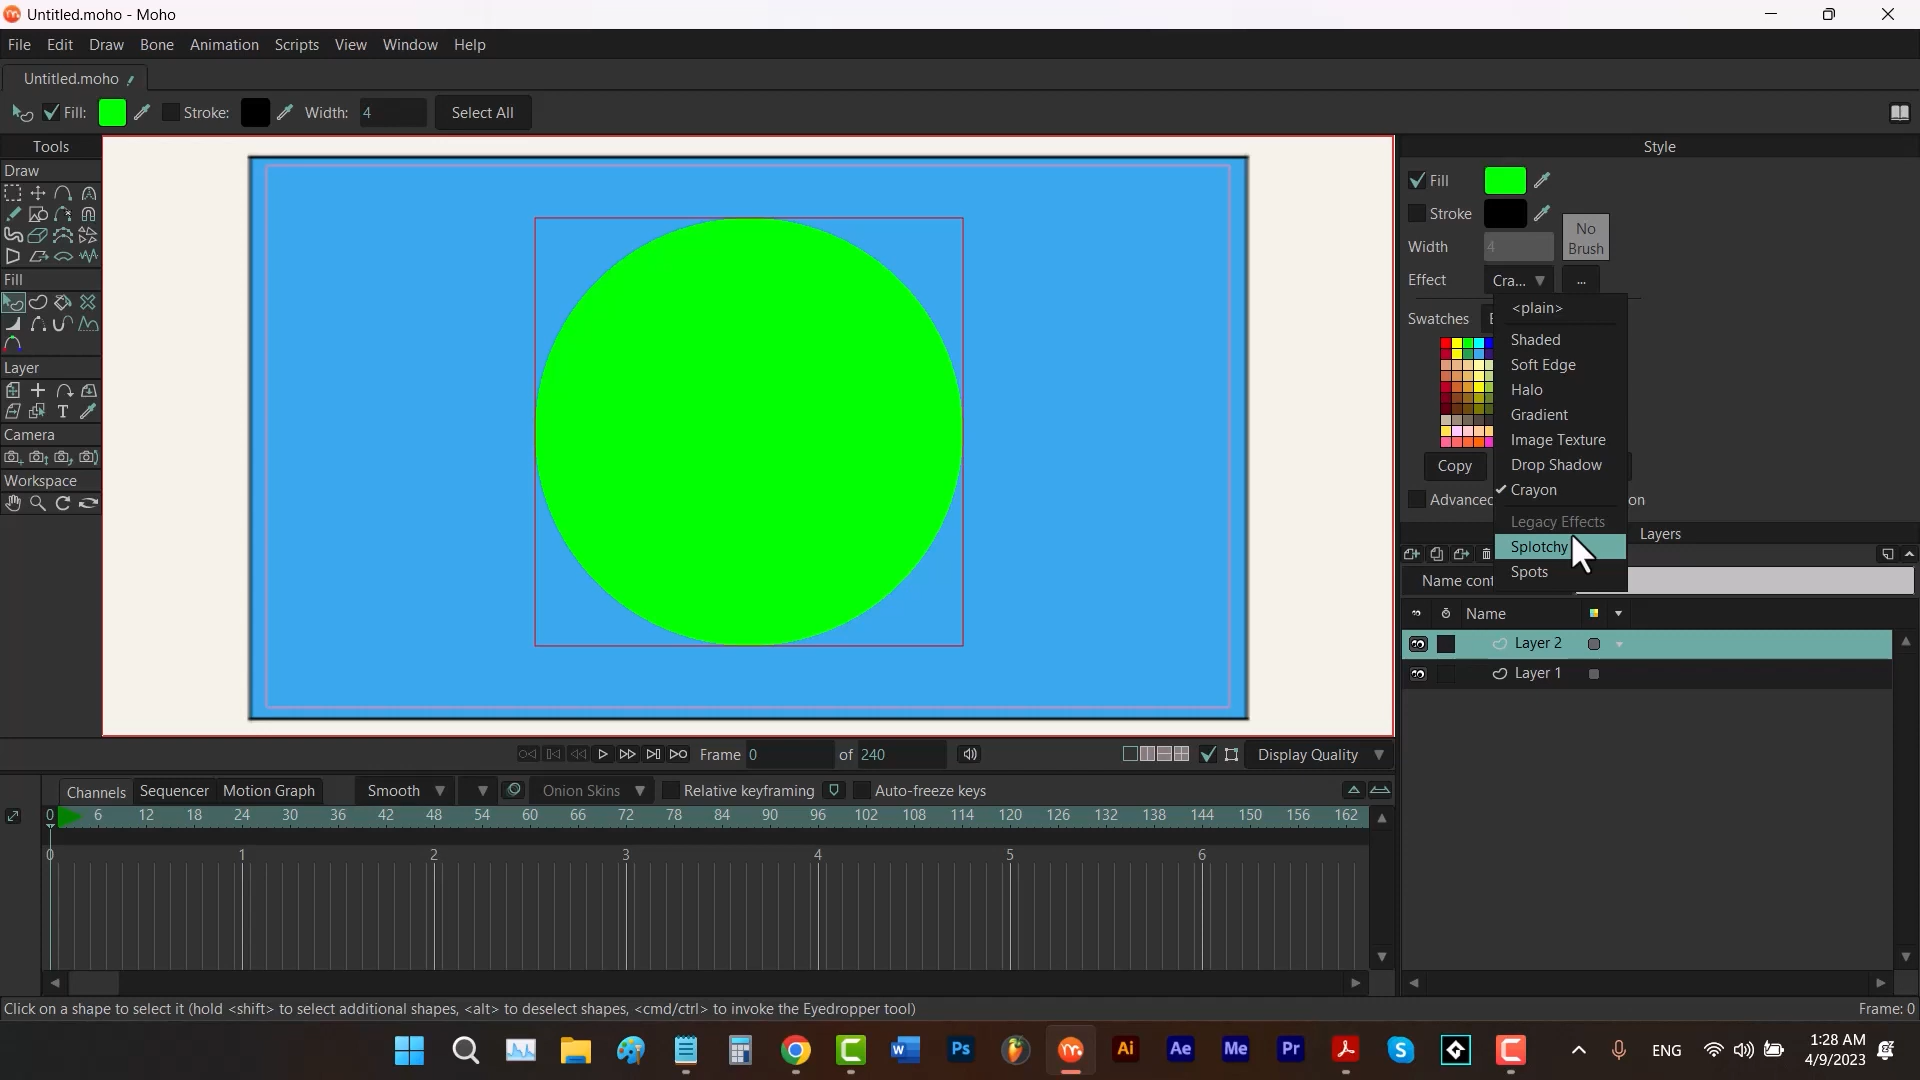 Untitled.moho - Moho
File Edit Draw Bone Animation Scripts View Window Help
Untitled.moho
Fill: Stroke: Width: 4 Select All
Tools
Draw
Fill
Layer
Camera
Workspace
Style
Fill
Stroke
No Brush
Width 4
Effect Cra... ...
<plain>
Swatches
Shaded
Soft Edge
Halo
Gradient
Image Texture
Copy
Drop Shadow
Crayon
Advanced
on
Legacy Effects
Layers
Splotchy
Spots
Name cont
Name
Layer 2
Layer 1
Frame 0 of 240 Display Quality
Channels Sequencer Motion Graph Smooth Onion Skins Relative keyframing Auto-freeze keys
0 6 12 18 24 30 36 42 48 54 60 66 72 78 84 90 96 102 108 114 120 126 132 138 144 150 156 162
0 1 2 3 4 5 6
Click on a shape to select it (hold <shift> to select additional shapes, <alt> to deselect shapes, <cmd/ctrl> to invoke the Eyedropper tool)
Frame: 0
Ps Ai Ae Me Pr
ENG
1:28 AM
4/9/2023